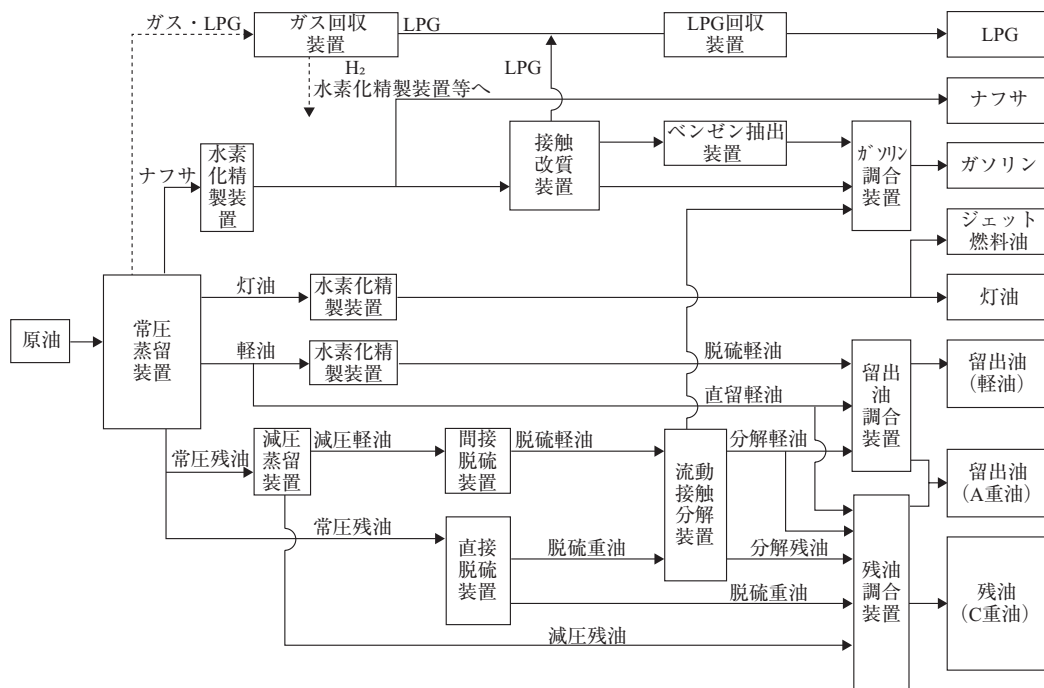 ガス・LPG
ガス回収
装置
LPG
LPG回収
装置
LPG
H₂
水素化精製装置等へ
LPG
ナフサ
ナフサ
水素
化精
製装
置
接触
改質
装置
ベンゼン抽出
装置
ガソリン
調合
装置
ガソリン
ジェット
燃料油
原油
常圧
蒸留
装置
灯油
水素化精
製装置
灯油
軽油
水素化精
製装置
脱硫軽油
直留軽油
留出
油
調合
装置
留出油
(軽油)
常圧残油
減圧
蒸留
装置
減圧軽油
間接
脱硫
装置
脱硫軽油
流動
接触
分解
装置
分解軽油
留出油
(A重油)
常圧残油
直接
脱硫
装置
脱硫重油
分解残油
脱硫重油
減圧残油
残油
調合
装置
残油
(C重油)